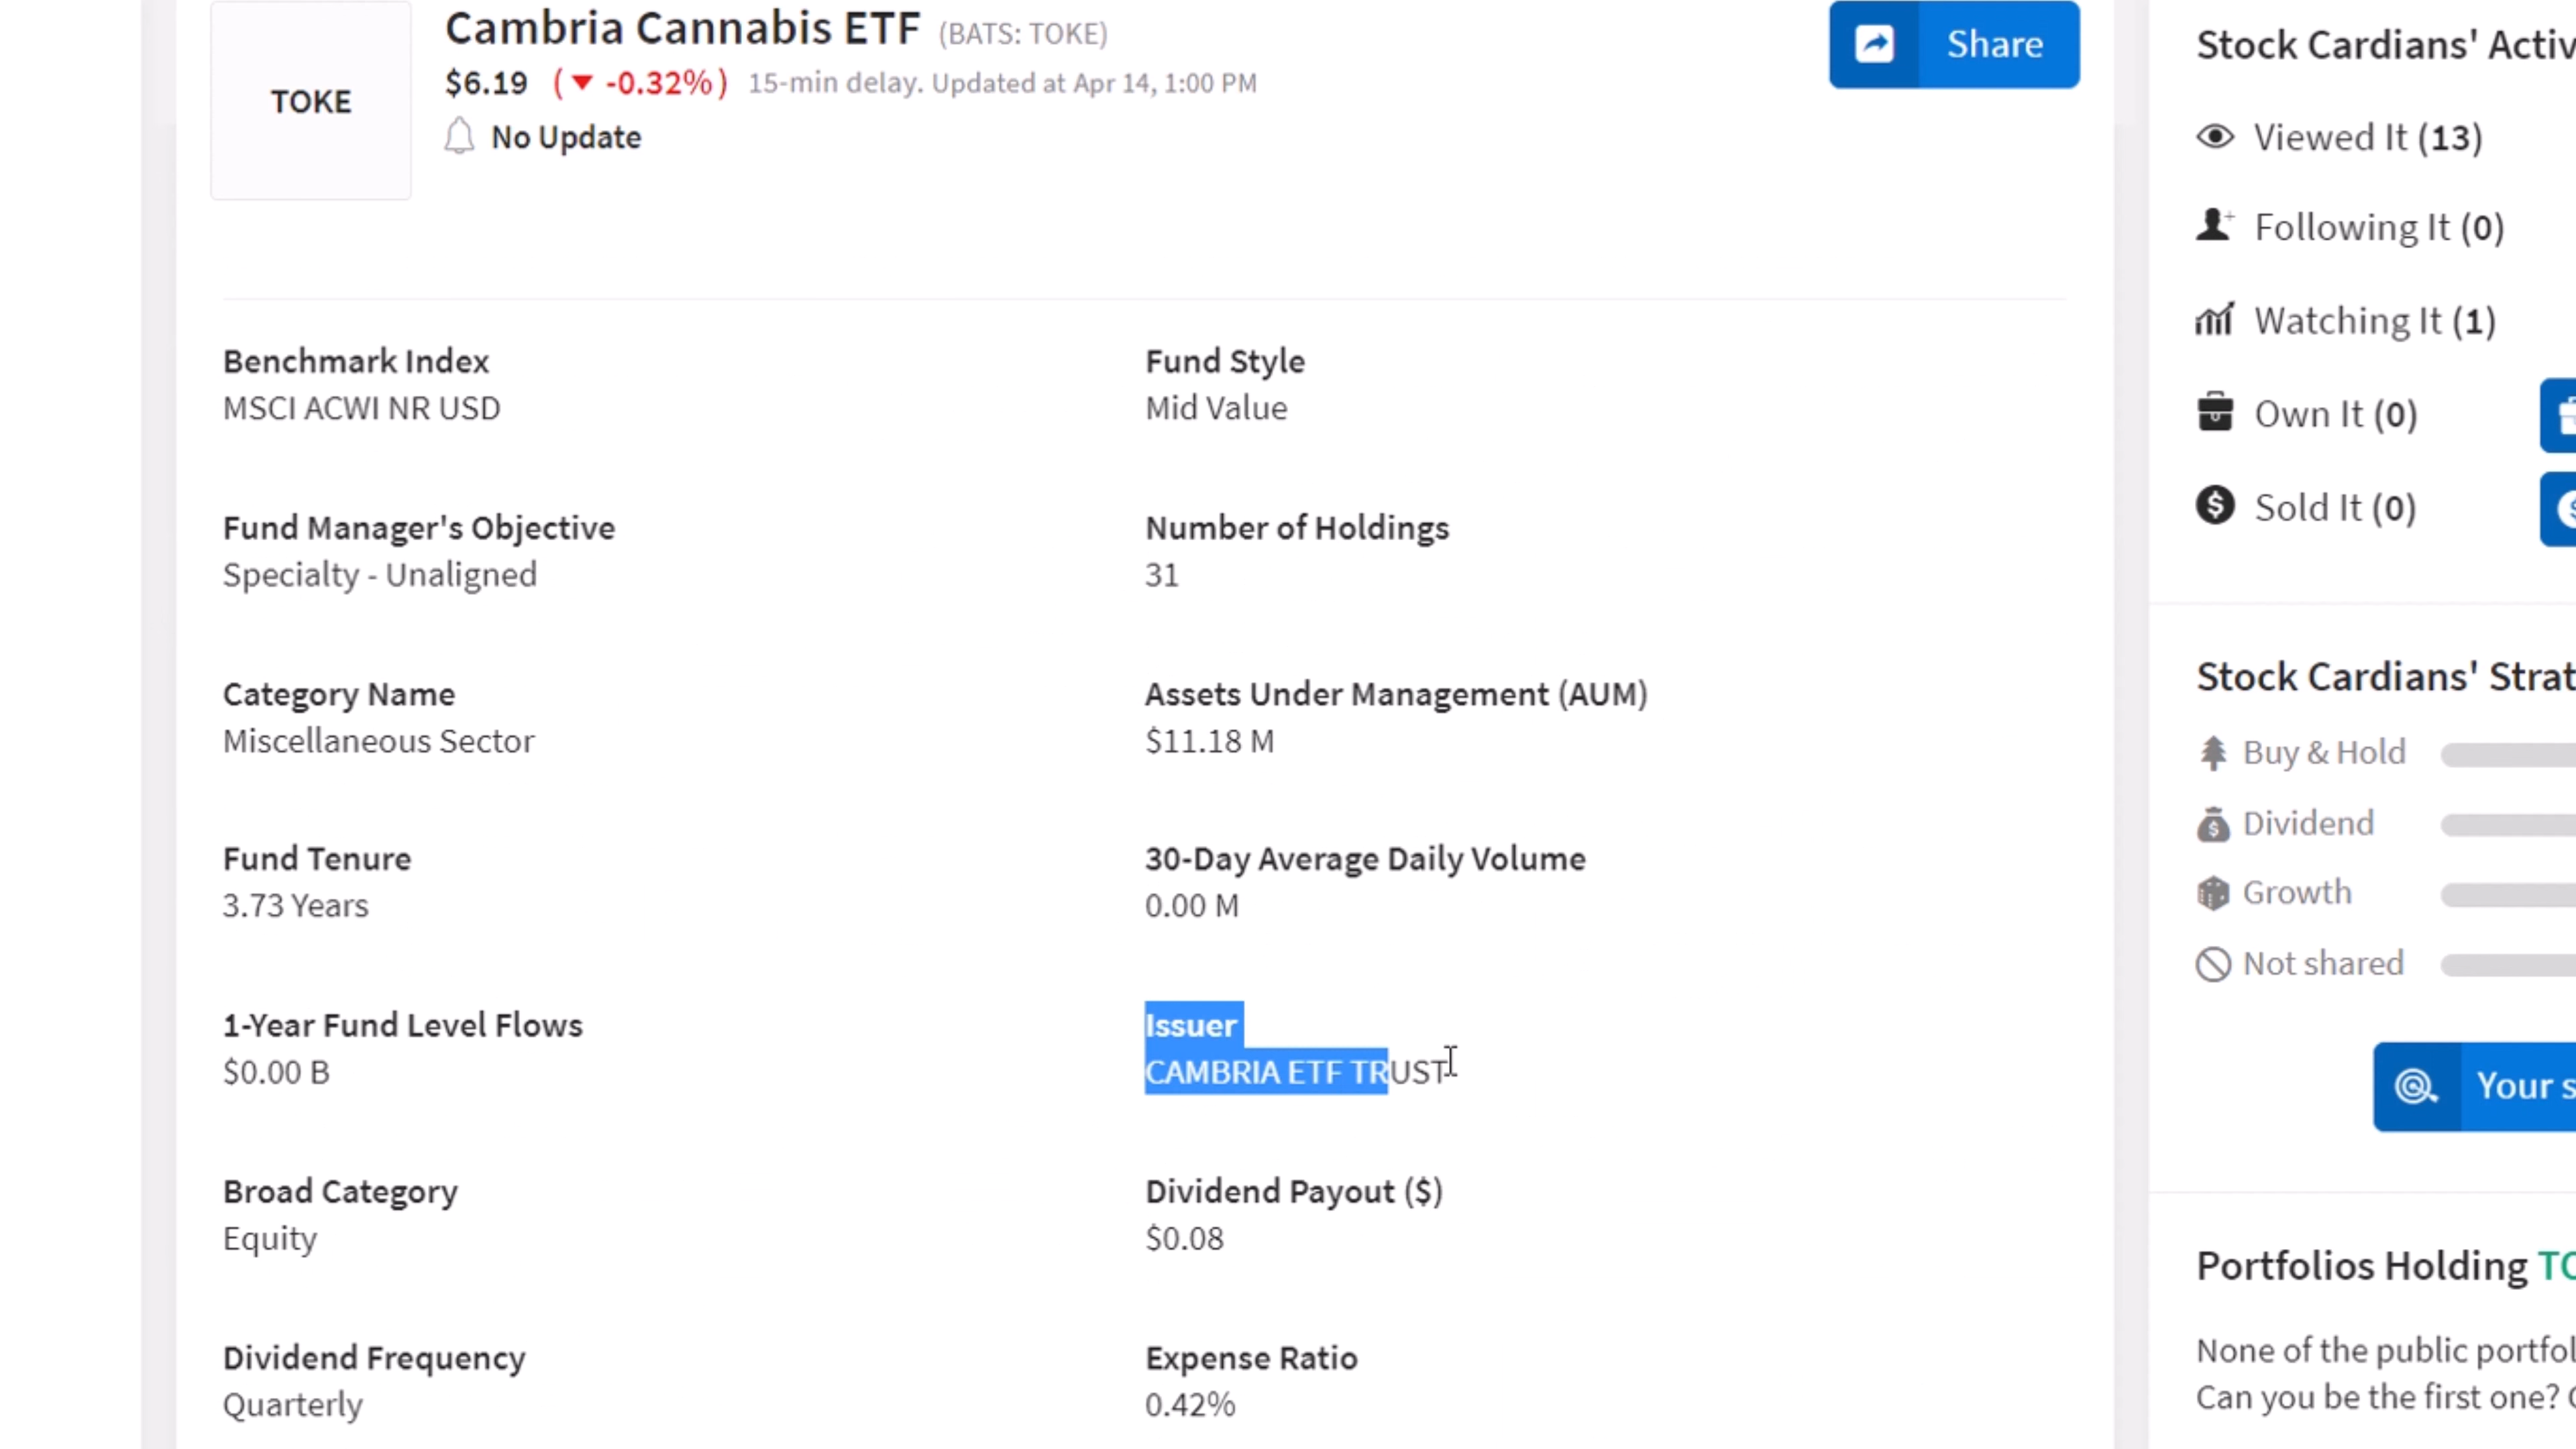 TOKE
Cambria Cannabis ETF (BATS: TOKE)
$6.19 ( ▼ -0.32% ) 15-min delay. Updated at Apr 14, 1:00 PM
No Update
Share
Benchmark Index
MSCI ACWI NR USD
Fund Style
Mid Value
Fund Manager's Objective
Specialty - Unaligned
Number of Holdings
31
Category Name
Miscellaneous Sector
Assets Under Management (AUM)
$11.18 M
Fund Tenure
3.73 Years
30-Day Average Daily Volume
0.00 M
1-Year Fund Level Flows
$0.00 B
Issuer
CAMBRIA ETF TRUST
Broad Category
Equity
Dividend Payout ($)
$0.08
Dividend Frequency
Quarterly
Expense Ratio
0.42%
Stock Cardians' Activ
Viewed It (13)
Following It (0)
Watching It (1)
Own It (0)
Sold It (0)
Stock Cardians' Strat
Buy & Hold
Dividend
Growth
Not shared
Your s
Portfolios Holding TO
None of the public portfol
Can you be the first one?